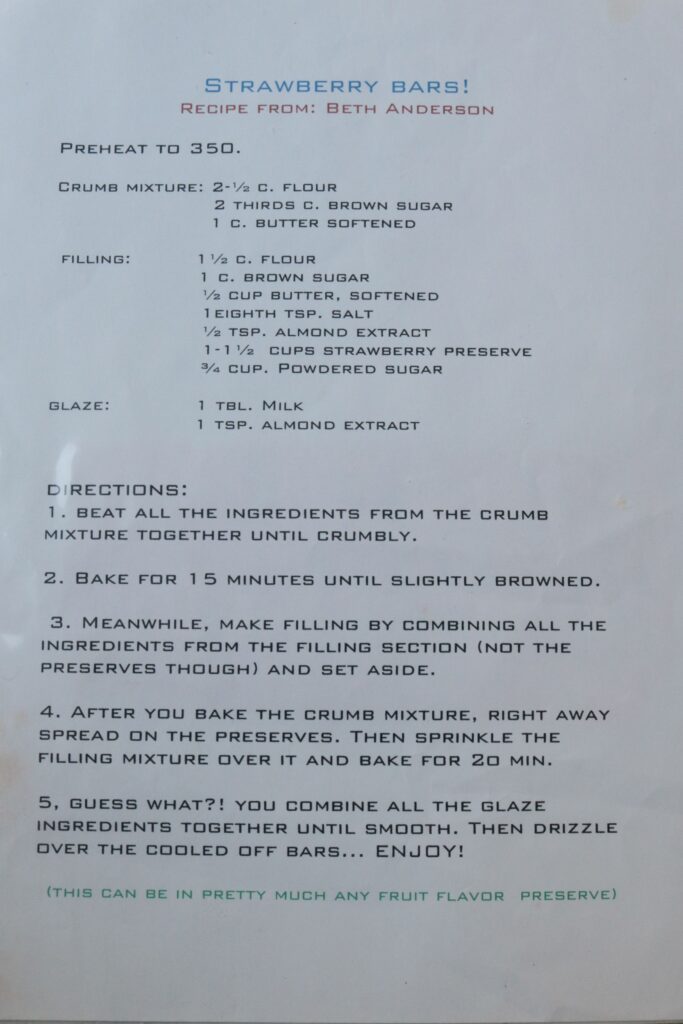 Strawberry bars!
Recipe from: Beth Anderson
Preheat to 350.
Crumb mixture: 2-½ c. flour
2 thirds c. brown sugar
1 c. butter softened
filling: 1 ½ c. flour
1 c. brown sugar
½ cup butter, softened
1eighth tsp. salt
½ tsp. almond extract
1-1 ½ cups strawberry preserve
¾ cup. Powdered sugar
glaze: 1 tbl. Milk
1 tsp. almond extract
DIRECTIONS:
1. beat all the ingredients from the crumb
mixture together until crumbly.
2. Bake for 15 minutes until slightly browned.
3. Meanwhile, make filling by combining all the
ingredients from the filling section (not the
preserves though) and set aside.
4. After you bake the crumb mixture, right away
spread on the preserves. Then sprinkle the
filling mixture over it and bake for 20 min.
5, guess what?! you combine all the glaze
ingredients together until smooth. Then drizzle
over the cooled off bars... ENJOY!
(this can be in pretty much any fruit flavor preserve)